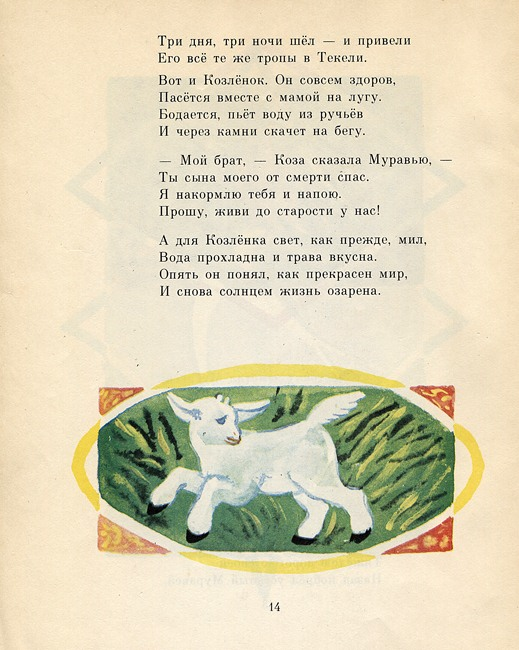 Три дня, три ночи шёл — и привели
Его всё те же тропы в Текели.
Вот и Козлёнок. Он совсем здоров,
Пасётся вместе с мамой на лугу.
Бодается, пьёт воду из ручьёв
И через камни скачет на бегу.
— Мой брат, — Коза сказала Муравью, —
Ты сына моего от смерти спас.
Я накормлю тебя и напою.
Прошу, живи до старости у нас!
А для Козлёнка свет, как прежде, мил,
Вода прохладна и трава вкусна.
Опять он понял, как прекрасен мир,
И снова солнцем жизнь озарена.
14